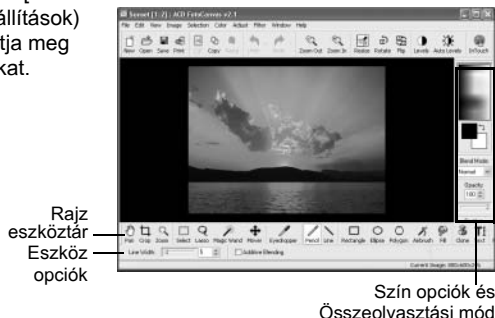 állítások)
tja meg
kat.
Sunset [1:2] : ACD FotoCanvas v2.1
File Edit View Image Selection Color Adjust Filter Window Help
New Open Save Print Copy Zoom Out Zoom In Resize Rotate Flip Levels Auto Levels InTouch
Blend Mode:
Normal
Opacity:
100
Rajz
eszköztár
Eszköz
opciók
Pan Crop Zoom Select Lasso Magic Wand Mover Eyedropper Pencil Line Rectangle Ellipse Polygon Airbrush Fill Clone Text
Line Width: 5 Additive Blending
Szín opciók és
Összeolvasztási mód